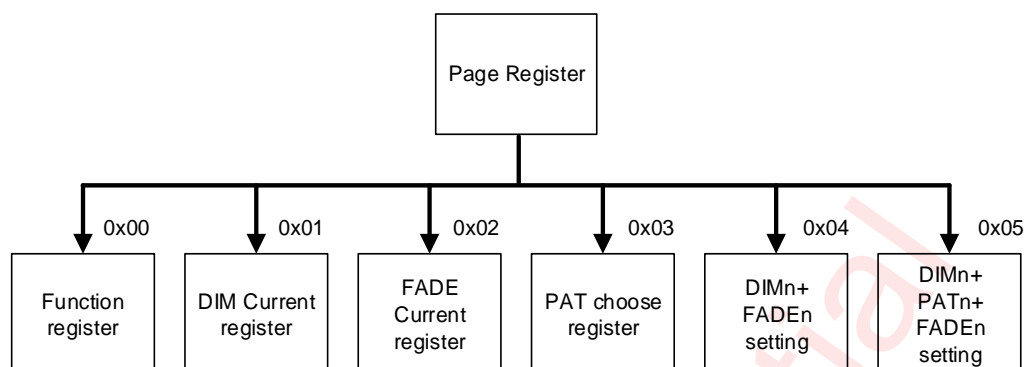 Page Register
0x00
0x01
0x02
0x03
0x04
0x05
Function
register
DIM Current
register
FADE
Current
register
PAT choose
register
DIMn+
FADEn
setting
DIMn+
PATn+
FADEn
setting